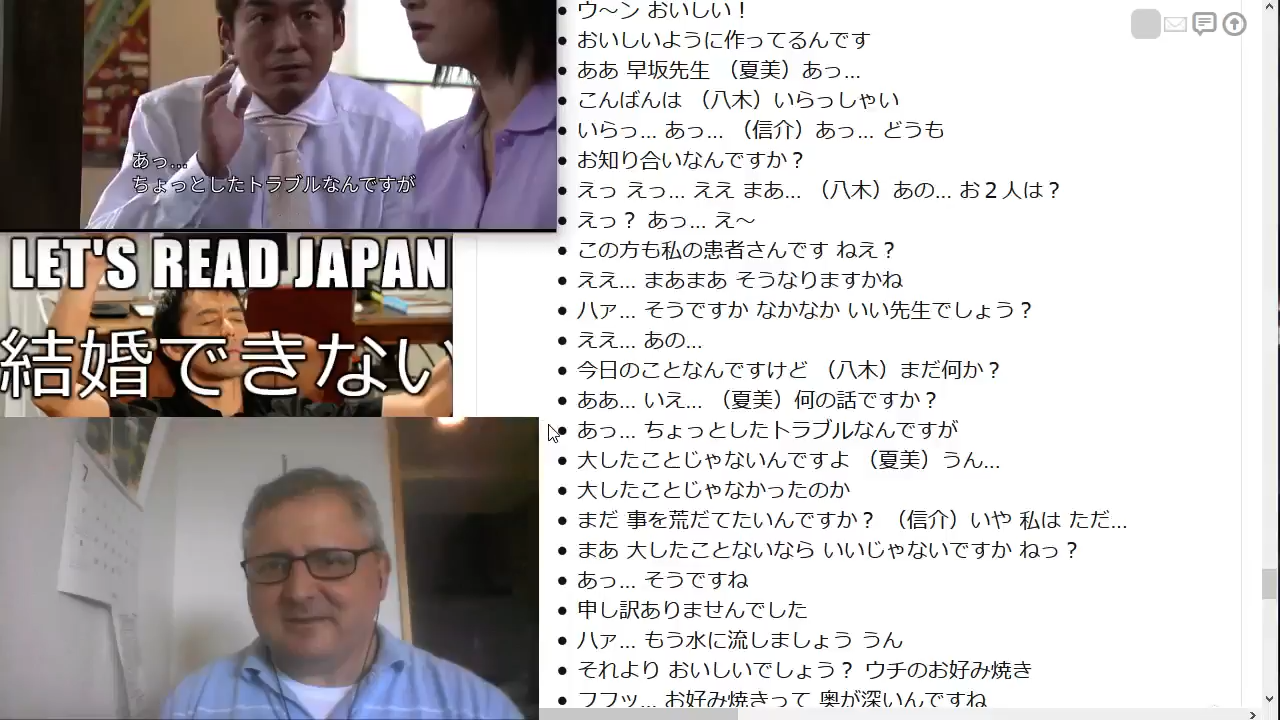 あっ…
ちょっとしたトラブルなんですが
LET'S READ JAPAN
結婚できない
7
ウ～ン おいしい！
おいしいように作ってるんです
ああ 早坂先生 （夏美）あっ…
こんばんは （八木）いらっしゃい
いらっ… あっ… （信介）あっ… どうも
お知り合いなんですか？
えっ えっ… ええ まあ… （八木）あの… お２人は？
えっ？ あっ… え～
この方も私の患者さんです ねえ？
ええ… まあまあ そうなりますかね
ハァ… そうですか なかなか いい先生でしょう？
ええ… あの…
今日のことなんですけど （八木）まだ何か？
ああ… いえ… （夏美）何の話ですか？
あっ… ちょっとしたトラブルなんですが
大したことじゃないんですよ （夏美）うん…
大したことじゃなかったのか
まだ 事を荒だてたいんですか？ （信介）いや 私は ただ…
まあ 大したことないなら いいじゃないですか ねっ？
あっ… そうですね
申し訳ありませんでした
ハァ… もう水に流しましょう うん
それより おいしいでしょう？ ウチのお好み焼き
フフッ… お好み焼きって 奥が深いんですね